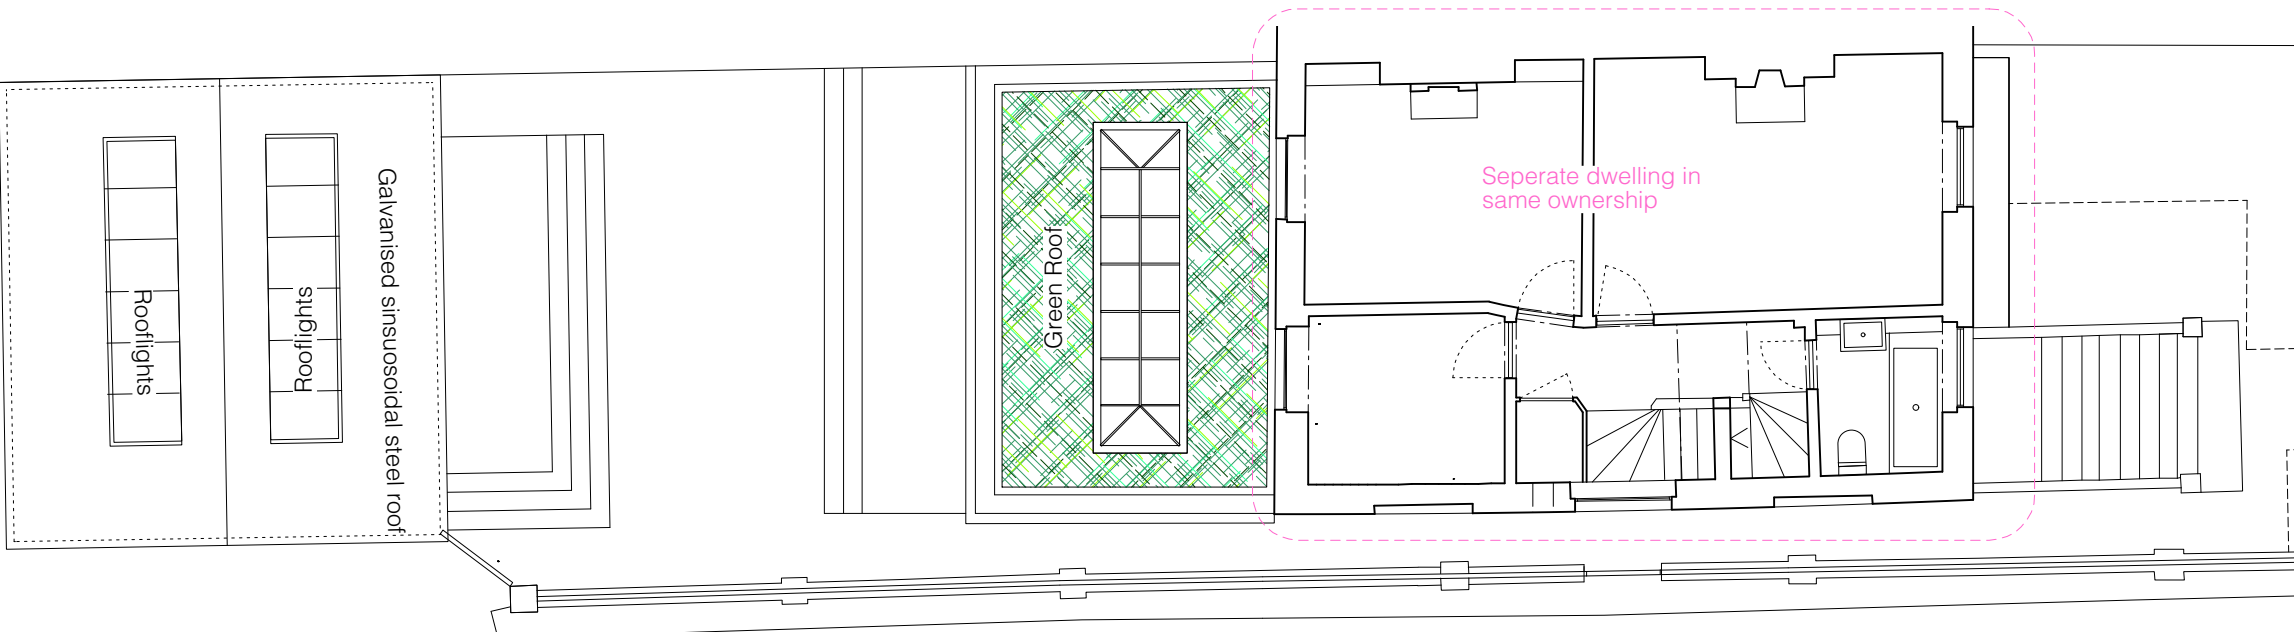 Rooflights
Rooflights
Galvanised sinsuosoidal steel roof
Green Roof
Seperate dwelling in
same ownership